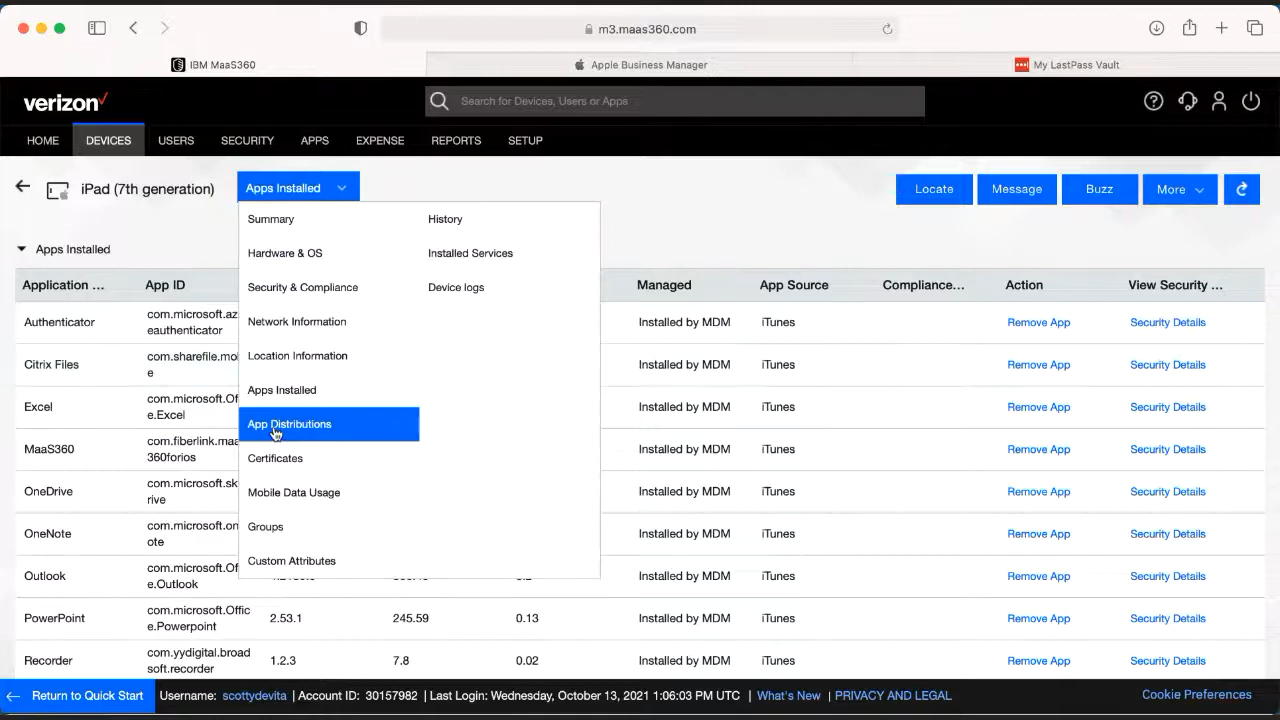 m3.maas360.com
IBM MaaS360
Apple Business Manager
My LastPass Vault
verizon✓
Search for Devices, Users or Apps
HOME DEVICES USERS SECURITY APPS EXPENSE REPORTS SETUP
iPad (7th generation) Apps Installed Locate Message Buzz More
Summary History
Apps Installed Hardware & OS Installed Services
Application ... App ID Security & Compliance Device logs Managed App Source Compliance... Action View Security ...
Authenticator com.microsoft.az Network Information Installed by MDM iTunes Remove App Security Details
eauthenticator
Citrix Files com.sharefile.mo Location Information Installed by MDM iTunes Remove App Security Details
e
Apps Installed
Excel com.microsoft.Of Installed by MDM iTunes Remove App Security Details
e.Excel
App Distributions
MaaS360 com.fiberlink.maa Installed by MDM iTunes Remove App Security Details
360forios
Certificates
OneDrive com.microsoft.sk Mobile Data Usage Installed by MDM iTunes Remove App Security Details
rive
OneNote com.microsoft.on Groups Installed by MDM iTunes Remove App Security Details
ote
Custom Attributes
Outlook com.microsoft.Of Installed by MDM iTunes Remove App Security Details
e.Outlook
PowerPoint com.microsoft.Offic 2.53.1 245.59 0.13 Installed by MDM iTunes Remove App Security Details
e.Powerpoint
Recorder com.yydigital.broad 1.2.3 7.8 0.02 Installed by MDM iTunes Remove App Security Details
soft.recorder
Return to Quick Start Username: scottydevita | Account ID: 30157982 | Last Login: Wednesday, October 13, 2021 1:06:03 PM UTC | What's New | PRIVACY AND LEGAL Cookie Preferences